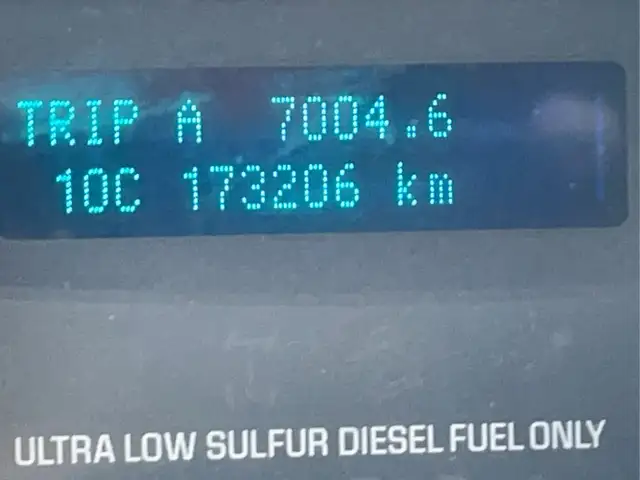 TRIP A 7004.6
10C 173206 km
ULTRA LOW SULFUR DIESEL FUEL ONLY